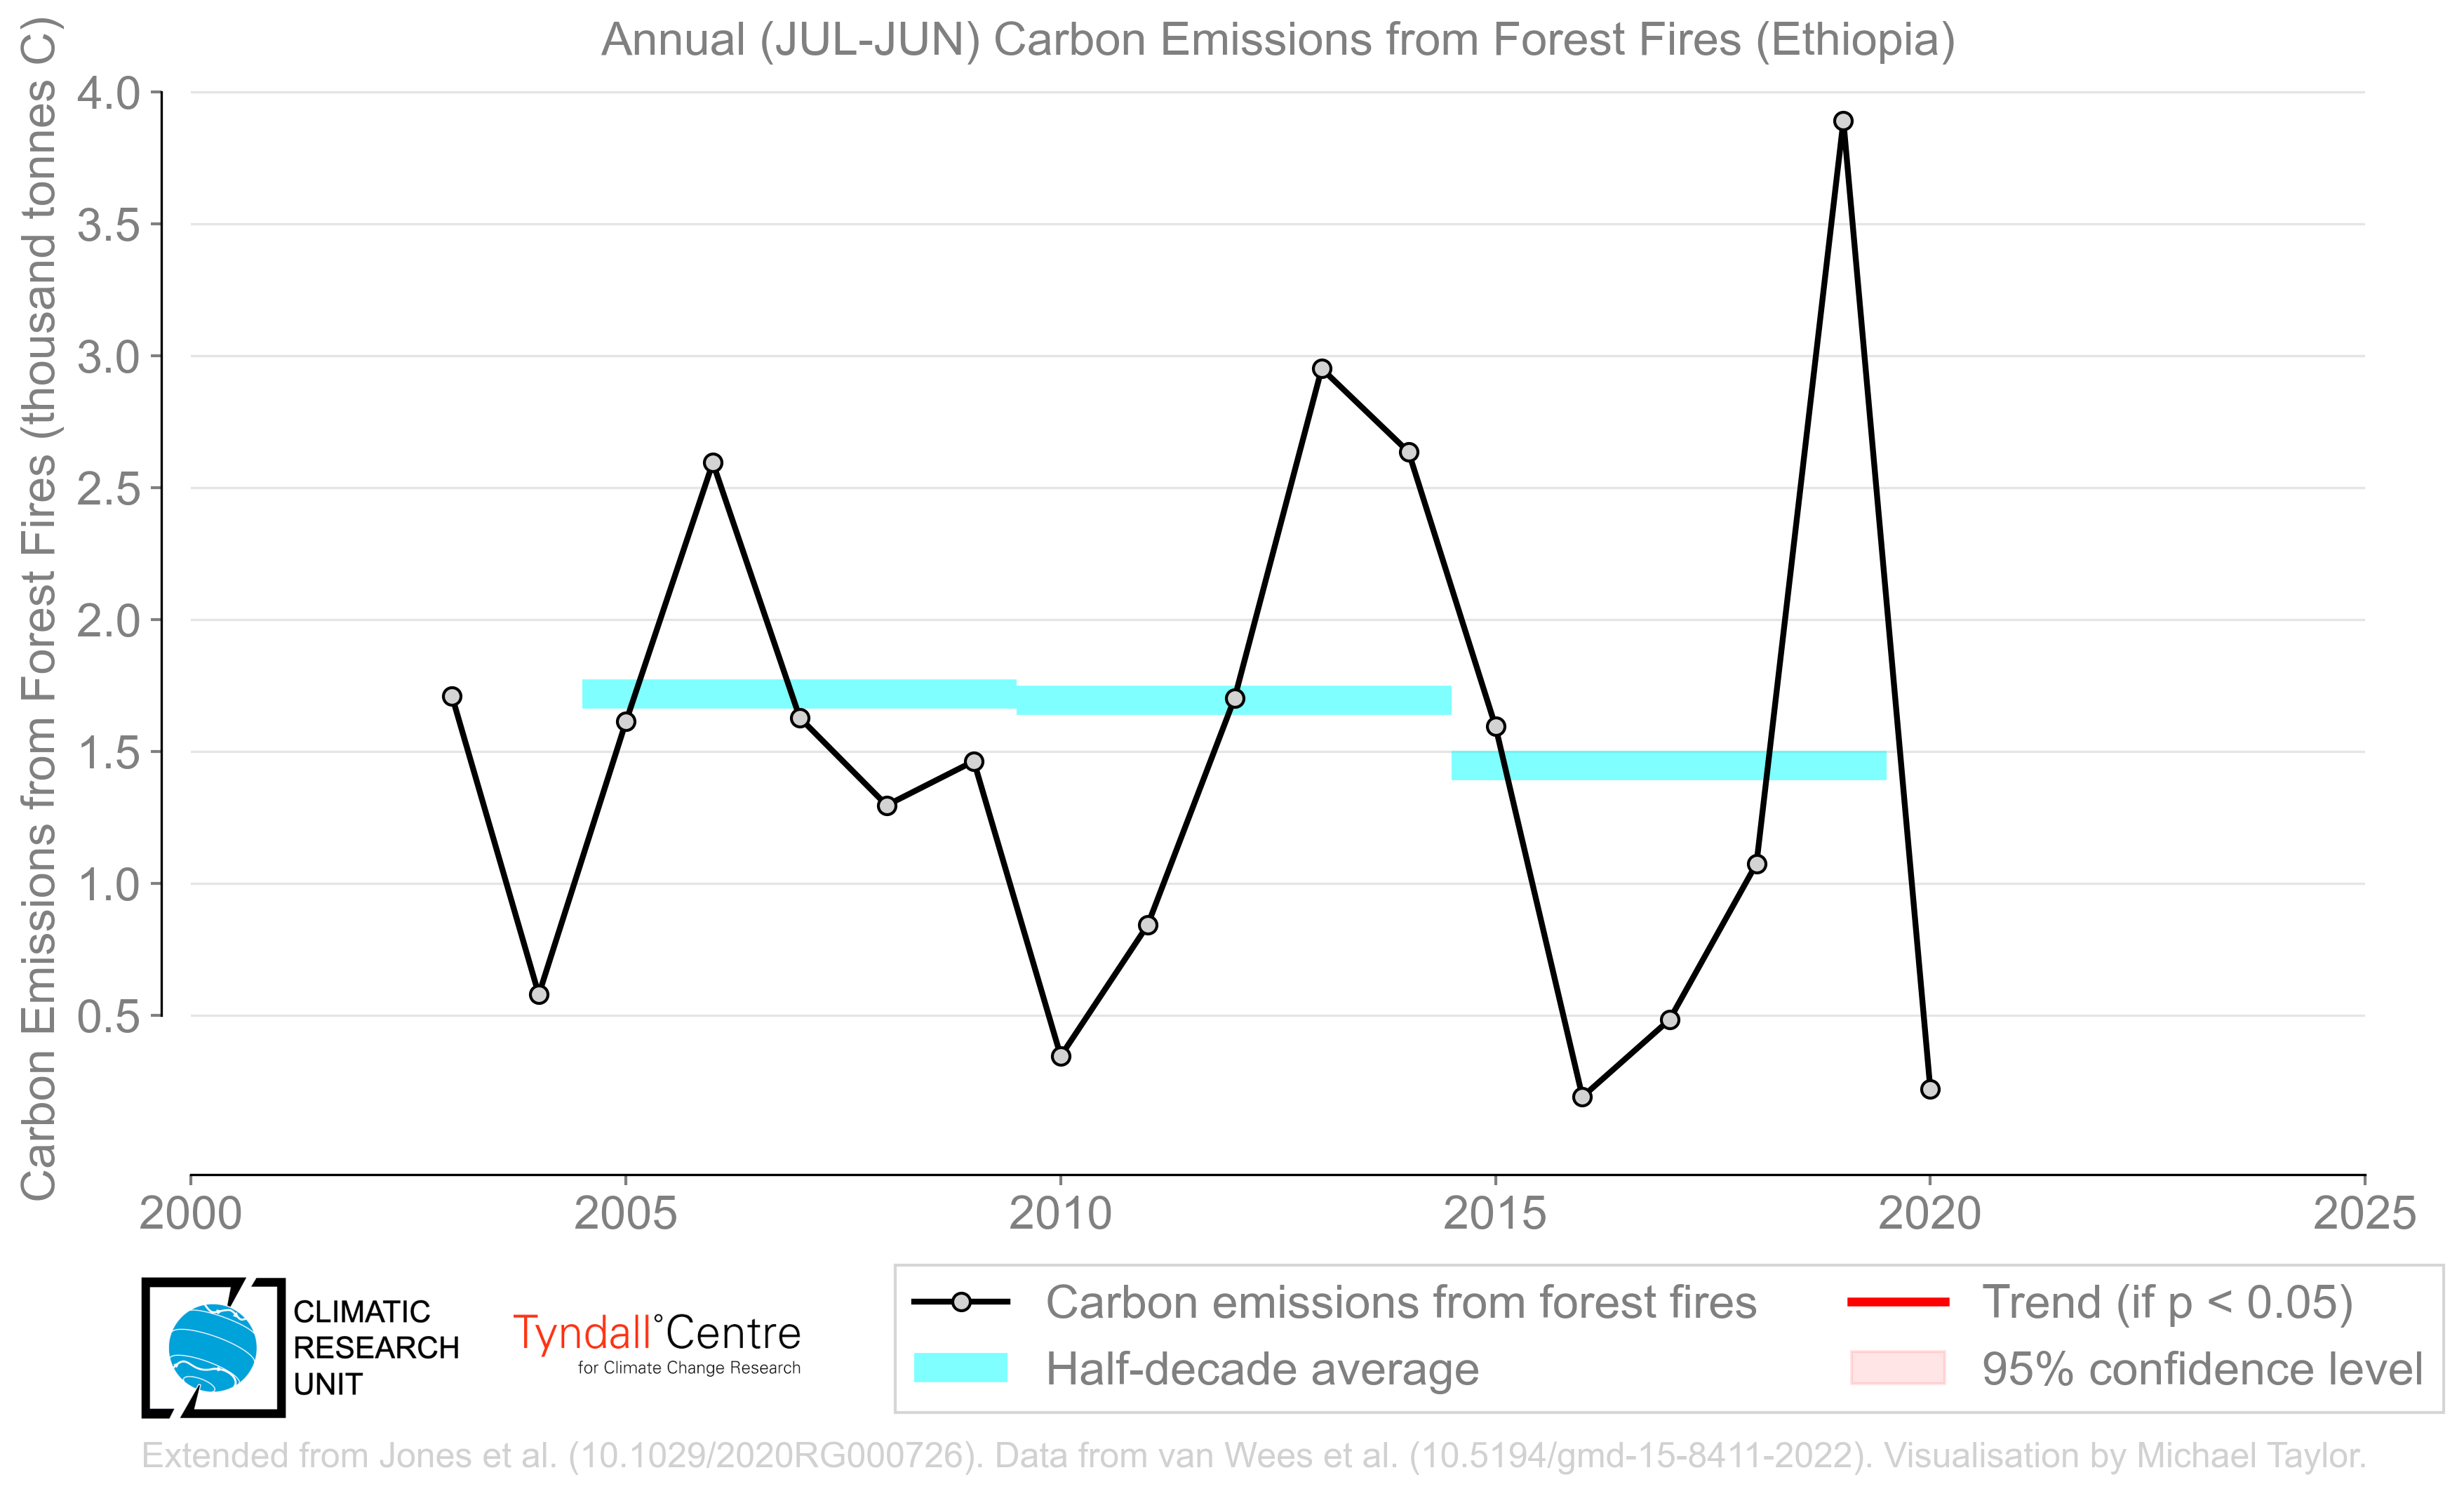 Annual (JUL-JUN) Carbon Emissions from Forest Fires (Ethiopia)
Carbon Emissions from Forest Fires (thousand tonnes C)
4.0
3.5
3.0
2.5
2.0
1.5
1.0
0.5
2000 2005 2010 2015 2020 2025
CLIMATIC
RESEARCH
UNIT
Tyndall°Centre
for Climate Change Research
Carbon emissions from forest fires
Half-decade average
Trend (if p < 0.05)
95% confidence level
Extended from Jones et al. (10.1029/2020RG000726). Data from van Wees et al. (10.5194/gmd-15-8411-2022). Visualisation by Michael Taylor.